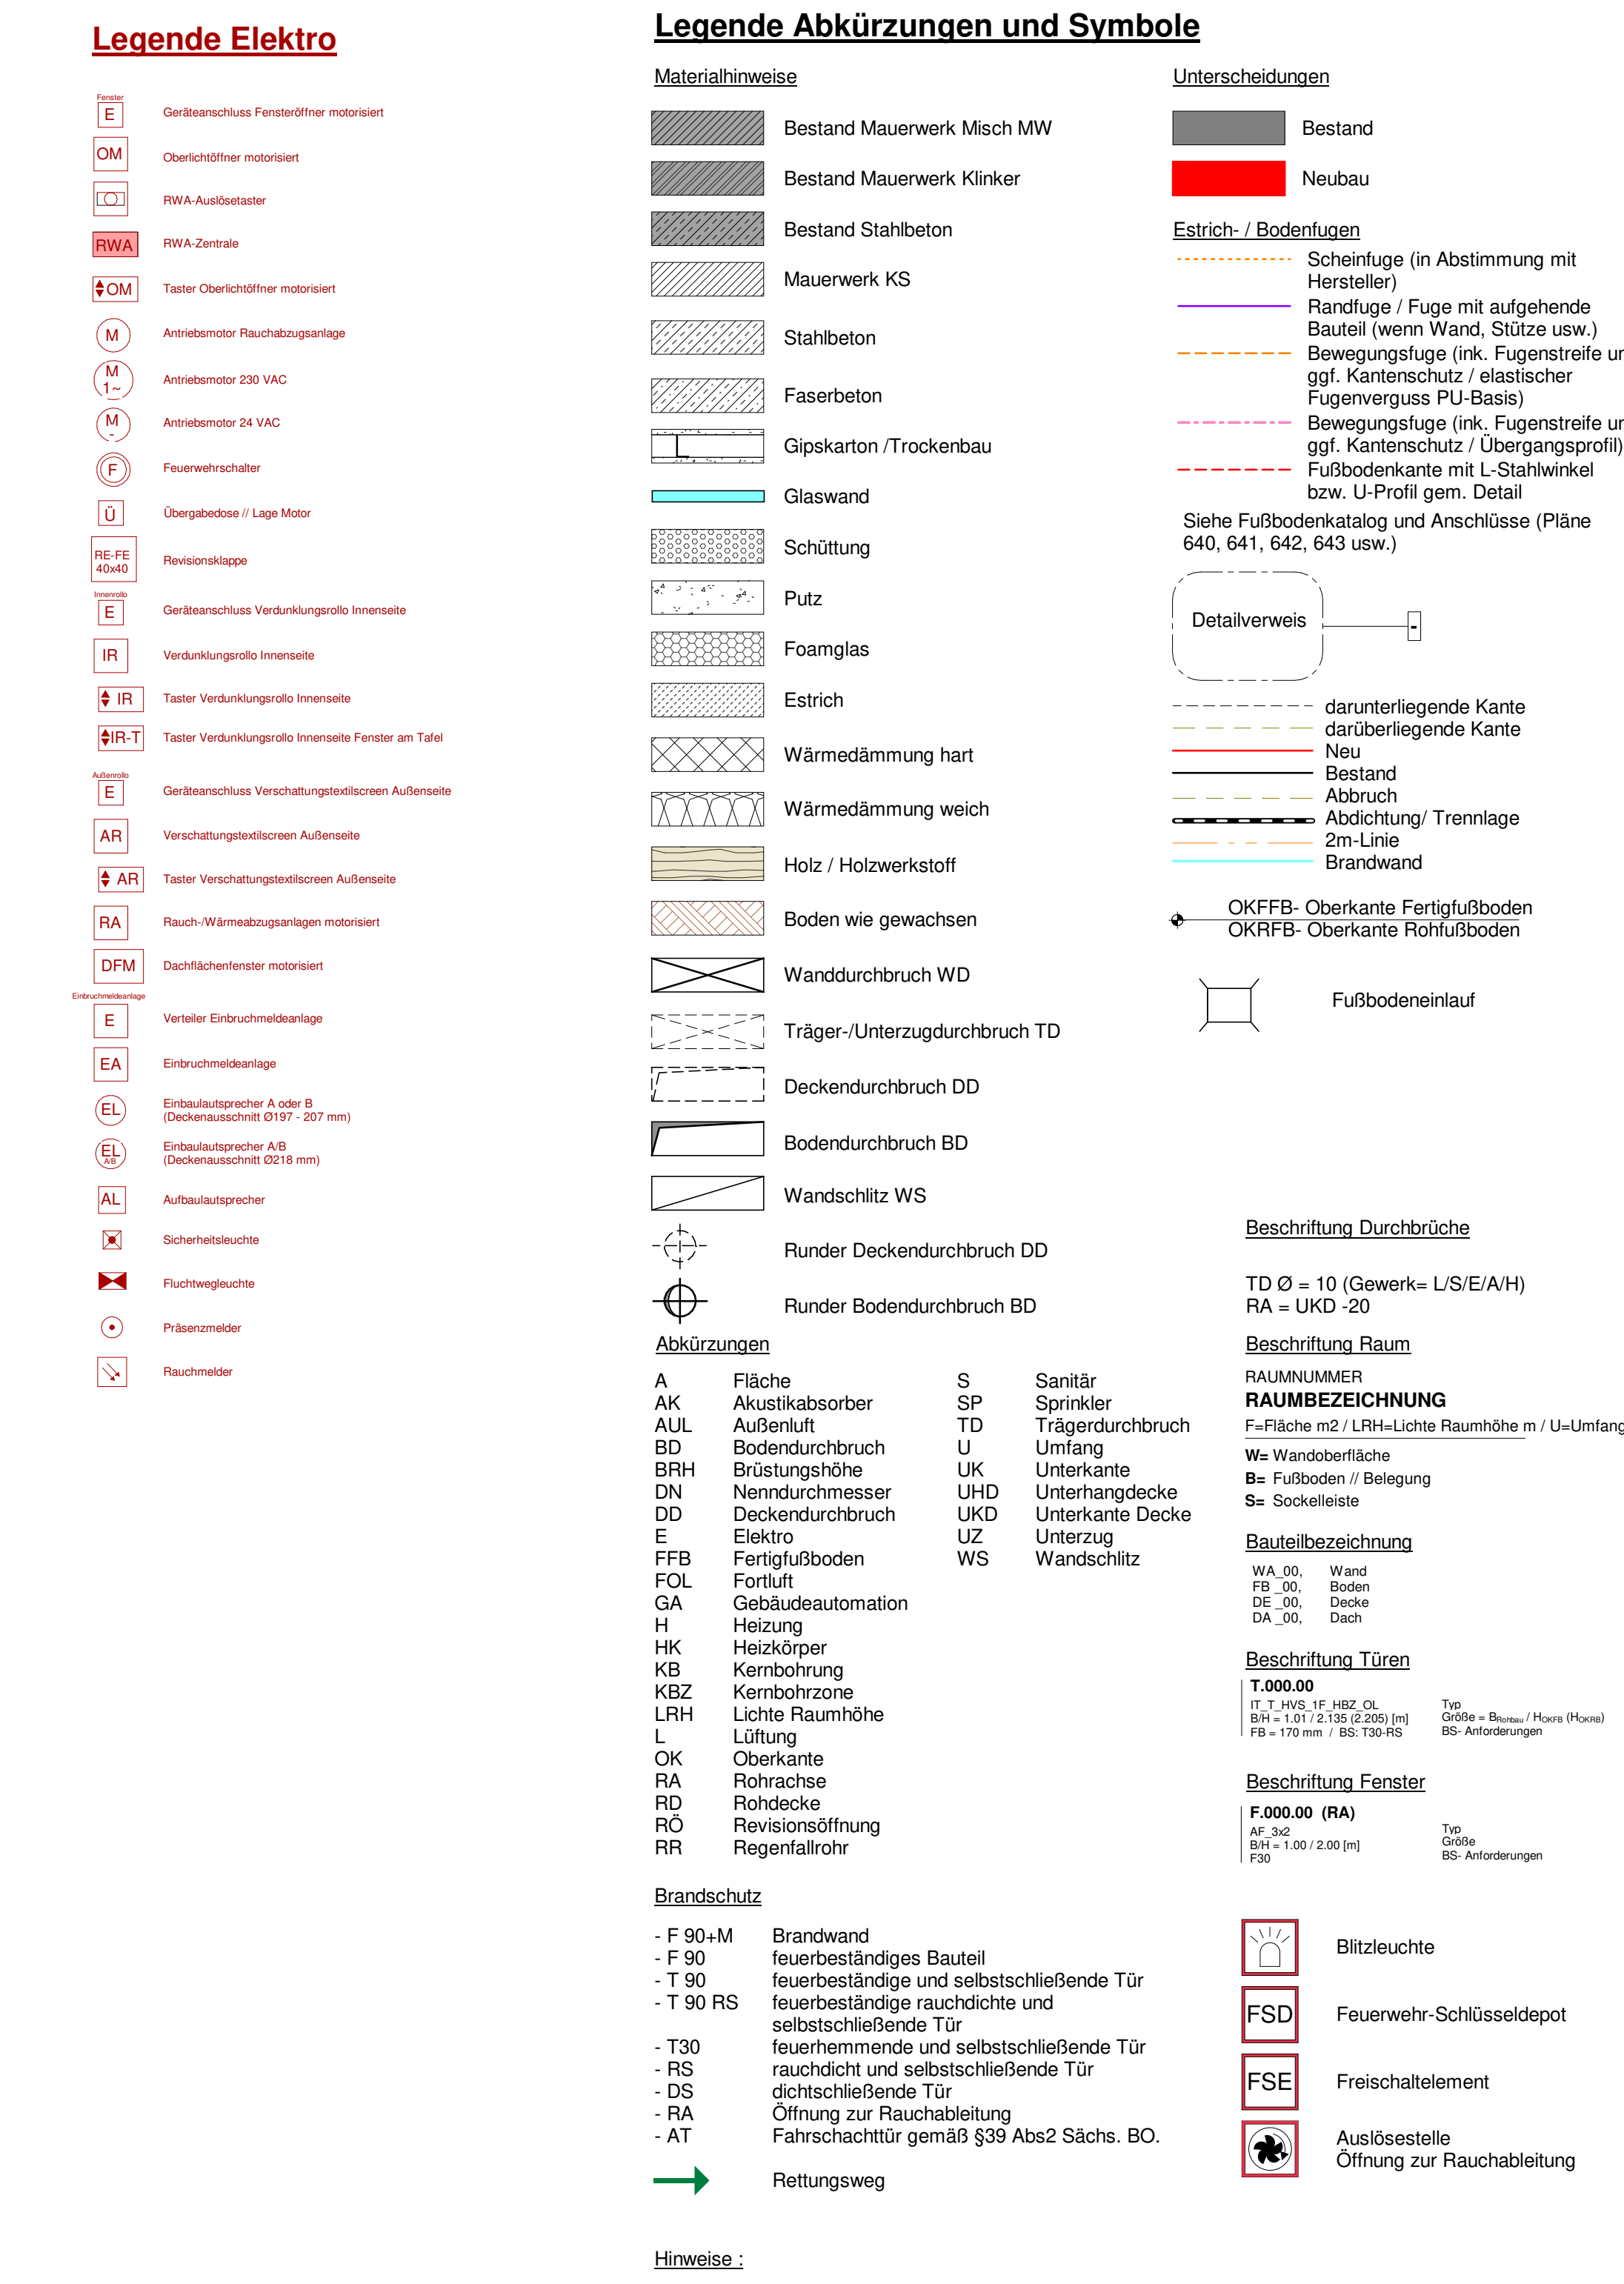 Legende Elektro
Fenster
E
Geräteanschluss Fensteröffner motorisiert
OM
Oberlichtöffner motorisiert
RWA-Auslösetaster
RWA
RWA-Zentrale
OM
Taster Oberlichtöffner motorisiert
M
Antriebsmotor Rauchabzugsanlage
M
1~
Antriebsmotor 230 VAC
M
-
Antriebsmotor 24 VAC
F
Feuerwehrschalter
Ü
Übergabedose // Lage Motor
RE-FE
40x40
Revisionsklappe
Innenrollo
E
Geräteanschluss Verdunklungsrollo Innenseite
IR
Verdunklungsrollo Innenseite
IR
Taster Verdunklungsrollo Innenseite
IR-T
Taster Verdunklungsrollo Innenseite Fenster am Tafel
Außenrollo
E
Geräteanschluss Verschattungstextilscreen Außenseite
AR
Verschattungstextilscreen Außenseite
AR
Taster Verschattungstextilscreen Außenseite
RA
Rauch-/Wärmeabzugsanlagen motorisiert
DFM
Dachflächenfenster motorisiert
Einbruchmeldeanlage
E
Verteiler Einbruchmeldeanlage
EA
Einbruchmeldeanlage
EL
Einbaulautsprecher A oder B
(Deckenausschnitt Ø197 - 207 mm)
EL
A/B
Einbaulautsprecher A/B
(Deckenausschnitt Ø218 mm)
AL
Aufbaulautsprecher
Sicherheitsleuchte
Fluchtwegleuchte
Präsenzmelder
Rauchmelder
Legende Abkürzungen und Symbole
Materialhinweise
Bestand Mauerwerk Misch MW
Bestand Mauerwerk Klinker
Bestand Stahlbeton
Mauerwerk KS
Stahlbeton
Faserbeton
Gipskarton /Trockenbau
Glaswand
Schüttung
Putz
Foamglas
Estrich
Wärmedämmung hart
Wärmedämmung weich
Holz / Holzwerkstoff
Boden wie gewachsen
Wanddurchbruch WD
Träger-/Unterzugdurchbruch TD
Deckendurchbruch DD
Bodendurchbruch BD
Wandschlitz WS
Runder Deckendurchbruch DD
Runder Bodendurchbruch BD
Unterscheidungen
Bestand
Neubau
Estrich- / Bodenfugen
Scheinfuge (in Abstimmung mit
Hersteller)
Randfuge / Fuge mit aufgehende
Bauteil (wenn Wand, Stütze usw.)
Bewegungsfuge (ink. Fugenstreife un
ggf. Kantenschutz / elastischer
Fugenverguss PU-Basis)
Bewegungsfuge (ink. Fugenstreife un
ggf. Kantenschutz / Übergangsprofil)
Fußbodenkante mit L-Stahlwinkel
bzw. U-Profil gem. Detail
Siehe Fußbodenkatalog und Anschlüsse (Pläne
640, 641, 642, 643 usw.)
Detailverweis
-
darunterliegende Kante
darüberliegende Kante
Neu
Bestand
Abbruch
Abdichtung/ Trennlage
2m-Linie
Brandwand
OKFFB- Oberkante Fertigfußboden
OKRFB- Oberkante Rohfußboden
Fußbodeneinlauf
Abkürzungen
A Fläche
AK Akustikabsorber
AUL Außenluft
BD Bodendurchbruch
BRH Brüstungshöhe
DN Nenndurchmesser
DD Deckendurchbruch
E Elektro
FFB Fertigfußboden
FOL Fortluft
GA Gebäudeautomation
H Heizung
HK Heizkörper
KB Kernbohrung
KBZ Kernbohrzone
LRH Lichte Raumhöhe
L Lüftung
OK Oberkante
RA Rohrachse
RD Rohdecke
RÖ Revisionsöffnung
RR Regenfallrohr
S Sanitär
SP Sprinkler
TD Trägerdurchbruch
U Umfang
UK Unterkante
UHD Unterhangdecke
UKD Unterkante Decke
UZ Unterzug
WS Wandschlitz
Beschriftung Durchbrüche
TD Ø = 10 (Gewerk= L/S/E/A/H)
RA = UKD -20
Beschriftung Raum
RAUMNUMMER
RAUMBEZEICHNUNG
F=Fläche m2 / LRH=Lichte Raumhöhe m / U=Umfang
W= Wandoberfläche
B= Fußboden // Belegung
S= Sockelleiste
Bauteilbezeichnung
WA_00, Wand
FB _00, Boden
DE _00, Decke
DA _00, Dach
Beschriftung Türen
T.000.00
IT_T_HVS_1F_HBZ_OL Typ
B/H = 1.01 / 2.135 (2.205) [m] Größe = BRohbau / HOKFB (HOKRB)
FB = 170 mm / BS: T30-RS BS- Anforderungen
Beschriftung Fenster
F.000.00 (RA)
AF_3x2 Typ
B/H = 1.00 / 2.00 [m] Größe
F30 BS- Anforderungen
Brandschutz
- F 90+M Brandwand
- F 90 feuerbeständiges Bauteil
- T 90 feuerbeständige und selbstschließende Tür
- T 90 RS feuerbeständige rauchdichte und
selbstschließende Tür
- T30 feuerhemmende und selbstschließende Tür
- RS rauchdicht und selbstschließende Tür
- DS dichtschließende Tür
- RA Öffnung zur Rauchableitung
- AT Fahrschachttür gemäß §39 Abs2 Sächs. BO.
Rettungsweg
Blitzleuchte
FSD Feuerwehr-Schlüsseldepot
FSE Freischaltelement
Auslösestelle
Öffnung zur Rauchableitung
Hinweise :